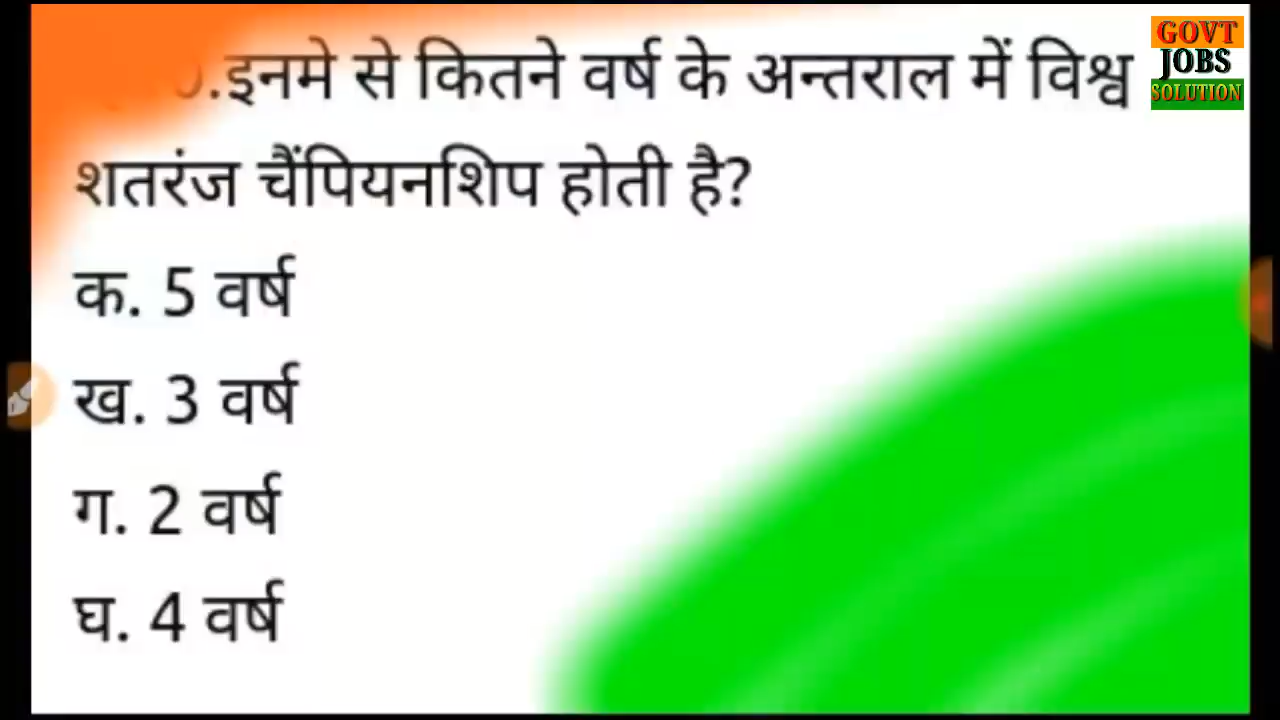 .इनमे से कितने वर्ष के अन्तराल में विश्व
शतरंज चैंपियनशिप होती है?
क. 5 वर्ष
ख. 3 वर्ष
ग. 2 वर्ष
घ. 4 वर्ष
GOVT
JOBS
SOLUTION